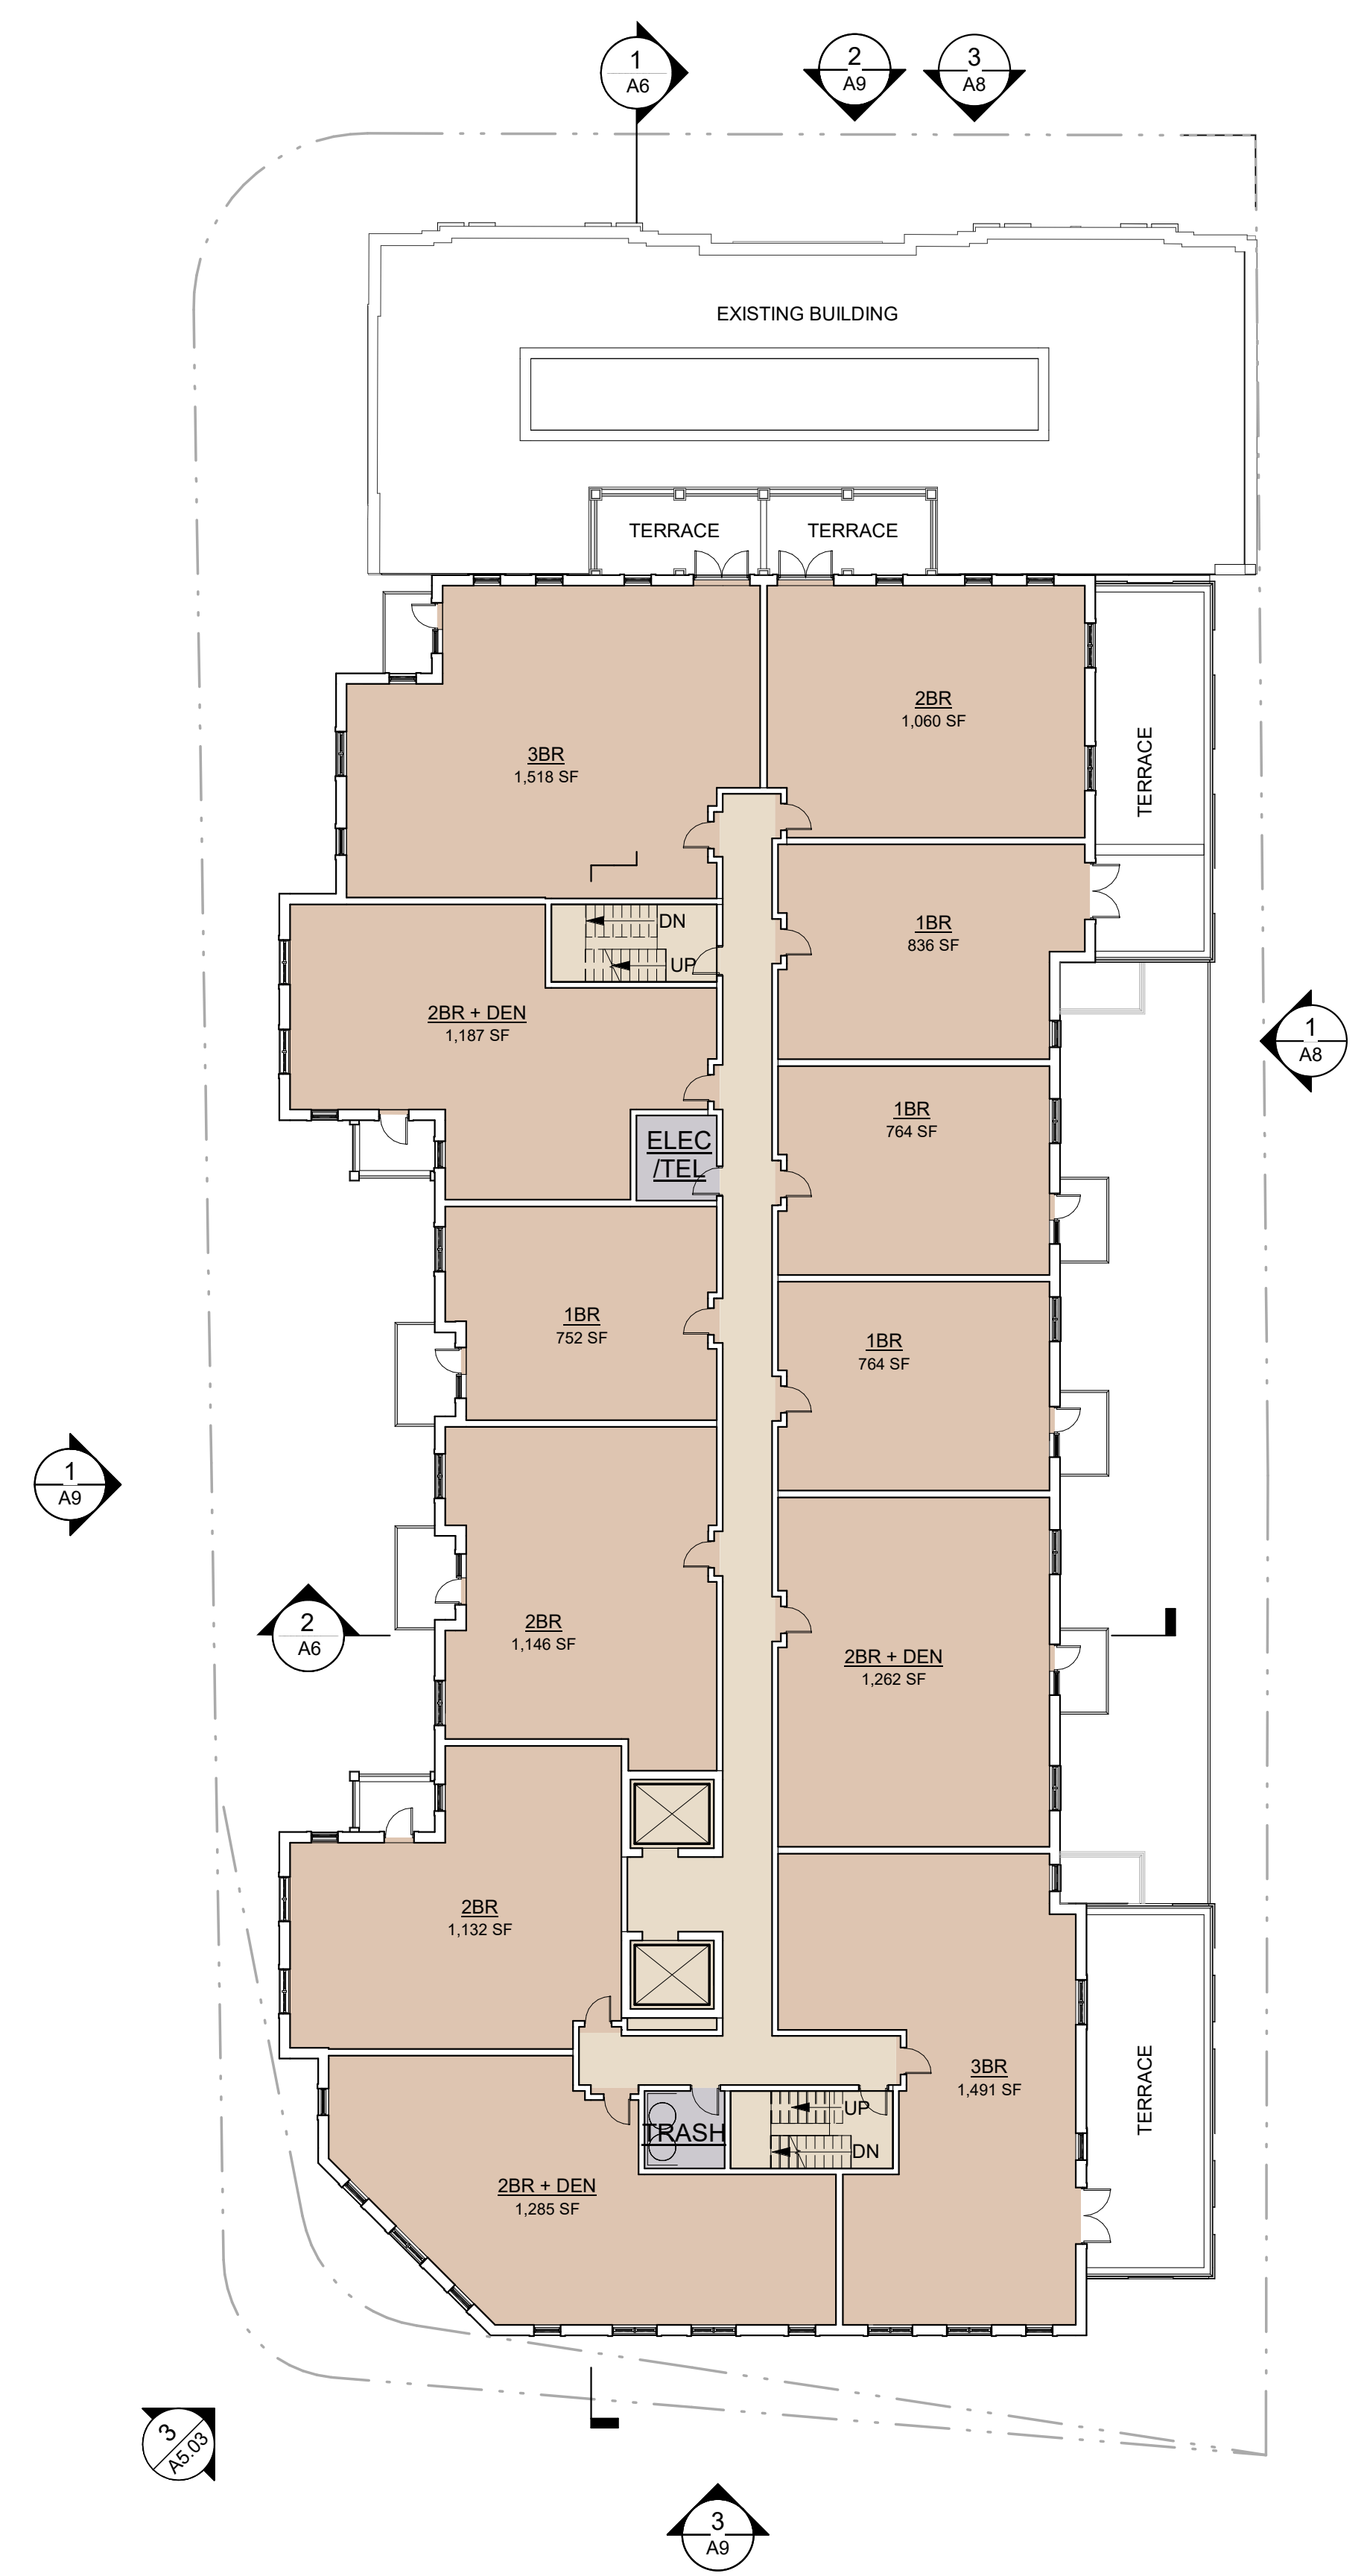 1
A6
2
A9
3
A8
EXISTING BUILDING
TERRACE
TERRACE
2BR
1,060 SF
TERRACE
3BR
1,518 SF
DN
UP
1BR
836 SF
2BR + DEN
1,187 SF
1
A8
1BR
764 SF
ELEC
/TEL
1BR
752 SF
1BR
764 SF
1
A9
2BR
1,146 SF
2
A6
2BR + DEN
1,262 SF
2BR
1,132 SF
3BR
1,491 SF
TERRACE
UP
DN
TRASH
2BR + DEN
1,285 SF
3
A5.03
3
A9